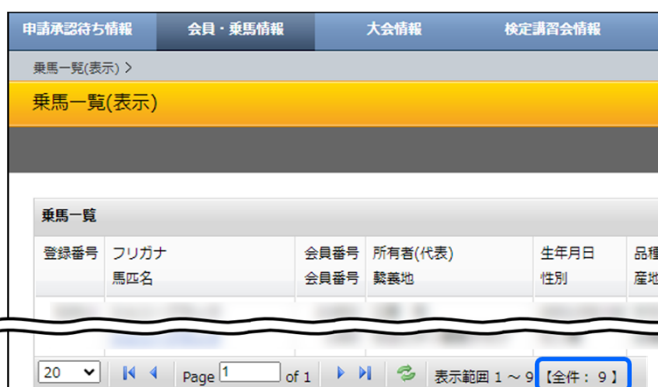 申請承認待ち情報 会員・乗馬情報 大会情報 検定講習会情報
乗馬一覧(表示) >
乗馬一覧(表示)
乗馬一覧
登録番号 フリガナ 会員番号 所有者(代表) 生年月日 品種
馬匹名 会員番号 繫養地 性別 産地
20 Page 1 of 1 表示範囲 1 ～ 9 【全件： 9 】